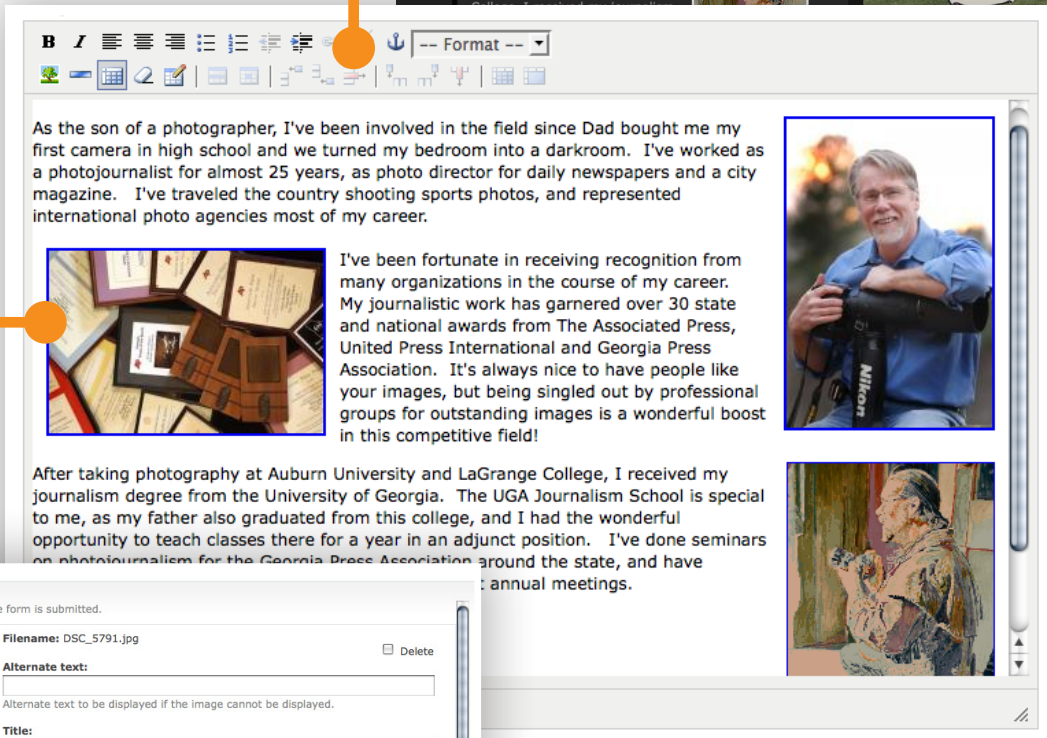 -- Format --
As the son of a photographer, I've been involved in the field since Dad bought me my
first camera in high school and we turned my bedroom into a darkroom.  I've worked as
a photojournalist for almost 25 years, as photo director for daily newspapers and a city
magazine.   I've traveled the country shooting sports photos, and represented
international photo agencies most of my career.
I've been fortunate in receiving recognition from
many organizations in the course of my career.
My journalistic work has garnered over 30 state
and national awards from The Associated Press,
United Press International and Georgia Press
Association.  It's always nice to have people like
your images, but being singled out by professional
groups for outstanding images is a wonderful boost
in this competitive field!
Nikon
After taking photography at Auburn University and LaGrange College, I received my
journalism degree from the University of Georgia.  The UGA Journalism School is special
to me, as my father also graduated from this college, and I had the wonderful
opportunity to teach classes there for a year in an adjunct position.   I've done seminars
on photojournalism for the Georgia Press Association around the state, and have
annual meetings.
form is submitted.
Filename: DSC_5791.jpg
Delete
Alternate text:
Alternate text to be displayed if the image cannot be displayed.
Title: